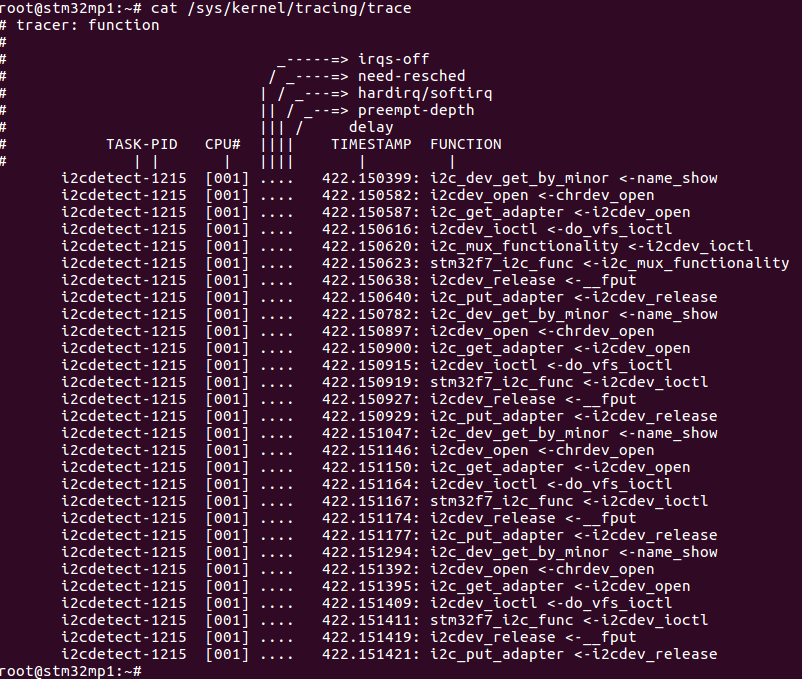 root@stm32mp1:~# cat /sys/kernel/tracing/trace
# tracer: function
#
#                              _-----=> irqs-off
#                             / _----=> need-resched
#                            | / _---=> hardirq/softirq
#                            || / _--=> preempt-depth
#                            ||| /     delay
#           TASK-PID   CPU#  ||||    TIMESTAMP  FUNCTION
#              | |       |   ||||       |         |
       i2cdetect-1215  [001] ....   422.150399: i2c_dev_get_by_minor <-name_show
       i2cdetect-1215  [001] ....   422.150582: i2cdev_open <-chrdev_open
       i2cdetect-1215  [001] ....   422.150587: i2c_get_adapter <-i2cdev_open
       i2cdetect-1215  [001] ....   422.150616: i2cdev_ioctl <-do_vfs_ioctl
       i2cdetect-1215  [001] ....   422.150620: i2c_mux_functionality <-i2cdev_ioctl
       i2cdetect-1215  [001] ....   422.150623: stm32f7_i2c_func <-i2c_mux_functionality
       i2cdetect-1215  [001] ....   422.150638: i2cdev_release <-__fput
       i2cdetect-1215  [001] ....   422.150640: i2c_put_adapter <-i2cdev_release
       i2cdetect-1215  [001] ....   422.150782: i2c_dev_get_by_minor <-name_show
       i2cdetect-1215  [001] ....   422.150897: i2cdev_open <-chrdev_open
       i2cdetect-1215  [001] ....   422.150900: i2c_get_adapter <-i2cdev_open
       i2cdetect-1215  [001] ....   422.150915: i2cdev_ioctl <-do_vfs_ioctl
       i2cdetect-1215  [001] ....   422.150919: stm32f7_i2c_func <-i2cdev_ioctl
       i2cdetect-1215  [001] ....   422.150927: i2cdev_release <-__fput
       i2cdetect-1215  [001] ....   422.150929: i2c_put_adapter <-i2cdev_release
       i2cdetect-1215  [001] ....   422.151047: i2c_dev_get_by_minor <-name_show
       i2cdetect-1215  [001] ....   422.151146: i2cdev_open <-chrdev_open
       i2cdetect-1215  [001] ....   422.151150: i2c_get_adapter <-i2cdev_open
       i2cdetect-1215  [001] ....   422.151164: i2cdev_ioctl <-do_vfs_ioctl
       i2cdetect-1215  [001] ....   422.151167: stm32f7_i2c_func <-i2cdev_ioctl
       i2cdetect-1215  [001] ....   422.151174: i2cdev_release <-__fput
       i2cdetect-1215  [001] ....   422.151177: i2c_put_adapter <-i2cdev_release
       i2cdetect-1215  [001] ....   422.151294: i2c_dev_get_by_minor <-name_show
       i2cdetect-1215  [001] ....   422.151392: i2cdev_open <-chrdev_open
       i2cdetect-1215  [001] ....   422.151395: i2c_get_adapter <-i2cdev_open
       i2cdetect-1215  [001] ....   422.151409: i2cdev_ioctl <-do_vfs_ioctl
       i2cdetect-1215  [001] ....   422.151411: stm32f7_i2c_func <-i2cdev_ioctl
       i2cdetect-1215  [001] ....   422.151419: i2cdev_release <-__fput
       i2cdetect-1215  [001] ....   422.151421: i2c_put_adapter <-i2cdev_release
root@stm32mp1:~#